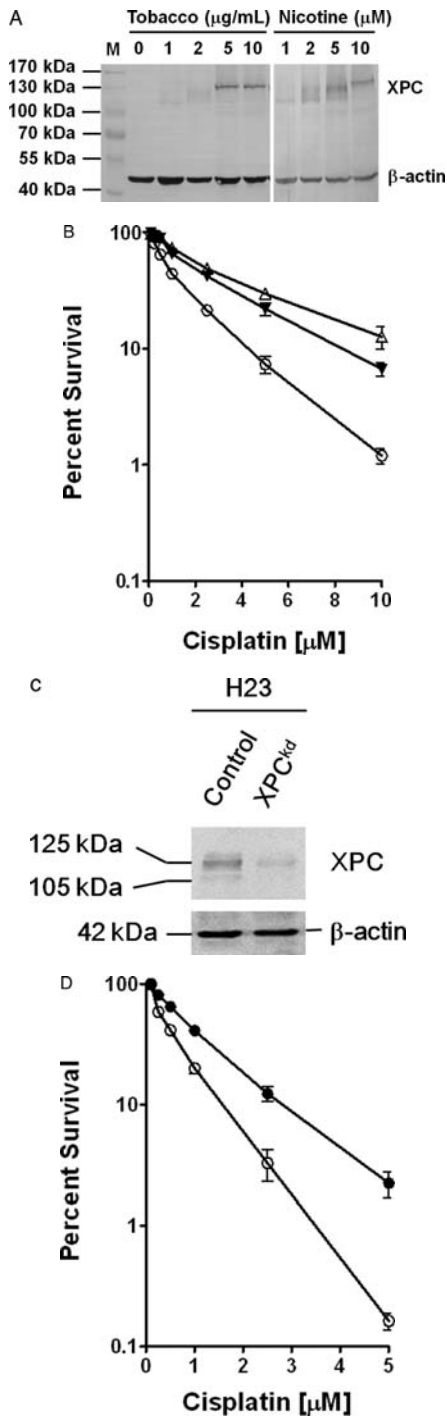 A
Tobacco (μg/mL) Nicotine (μM)
M 0 1 2 5 10 1 2 5 10
170 kDa
130 kDa
XPC
100 kDa
70 kDa
55 kDa
β-actin
40 kDa
B
100
10
1
0.1
Percent Survival
0 2 4 6 8 10
Cisplatin [μM]
C
H23
Control XPCkd
125 kDa
XPC
105 kDa
42 kDa β-actin
D
100
10
1
0.1
Percent Survival
0 1 2 3 4 5
Cisplatin [μM]